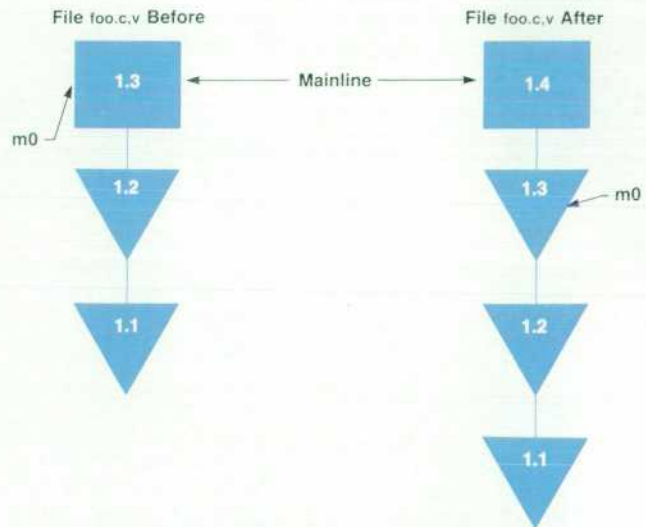 File foo.c,v Before
File foo.c,v After
1.3
Mainline
1.4
m0
1.2
1.3
m0
1.1
1.2
1.1